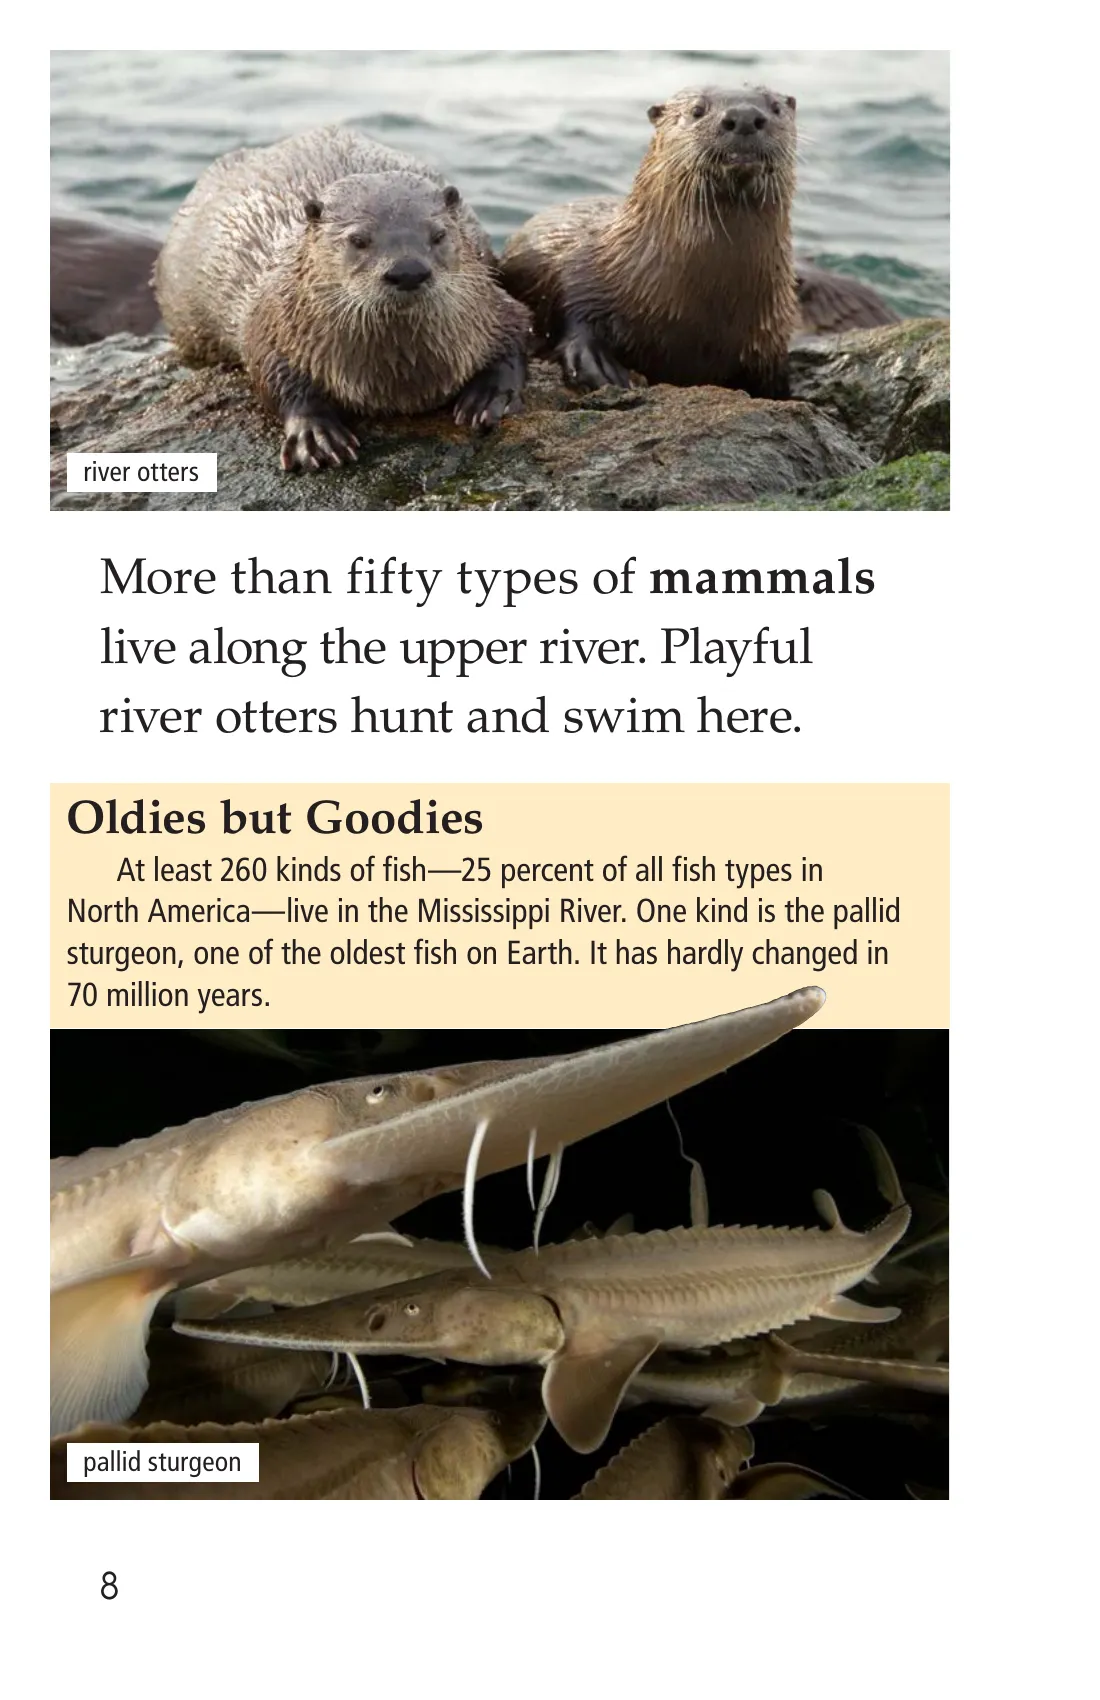 river otters
More than fifty types of mammals
live along the upper river. Playful
river otters hunt and swim here.
Oldies but Goodies
At least 260 kinds of fish—25 percent of all fish types in
North America—live in the Mississippi River. One kind is the pallid
sturgeon, one of the oldest fish on Earth. It has hardly changed in
70 million years.
pallid sturgeon
8